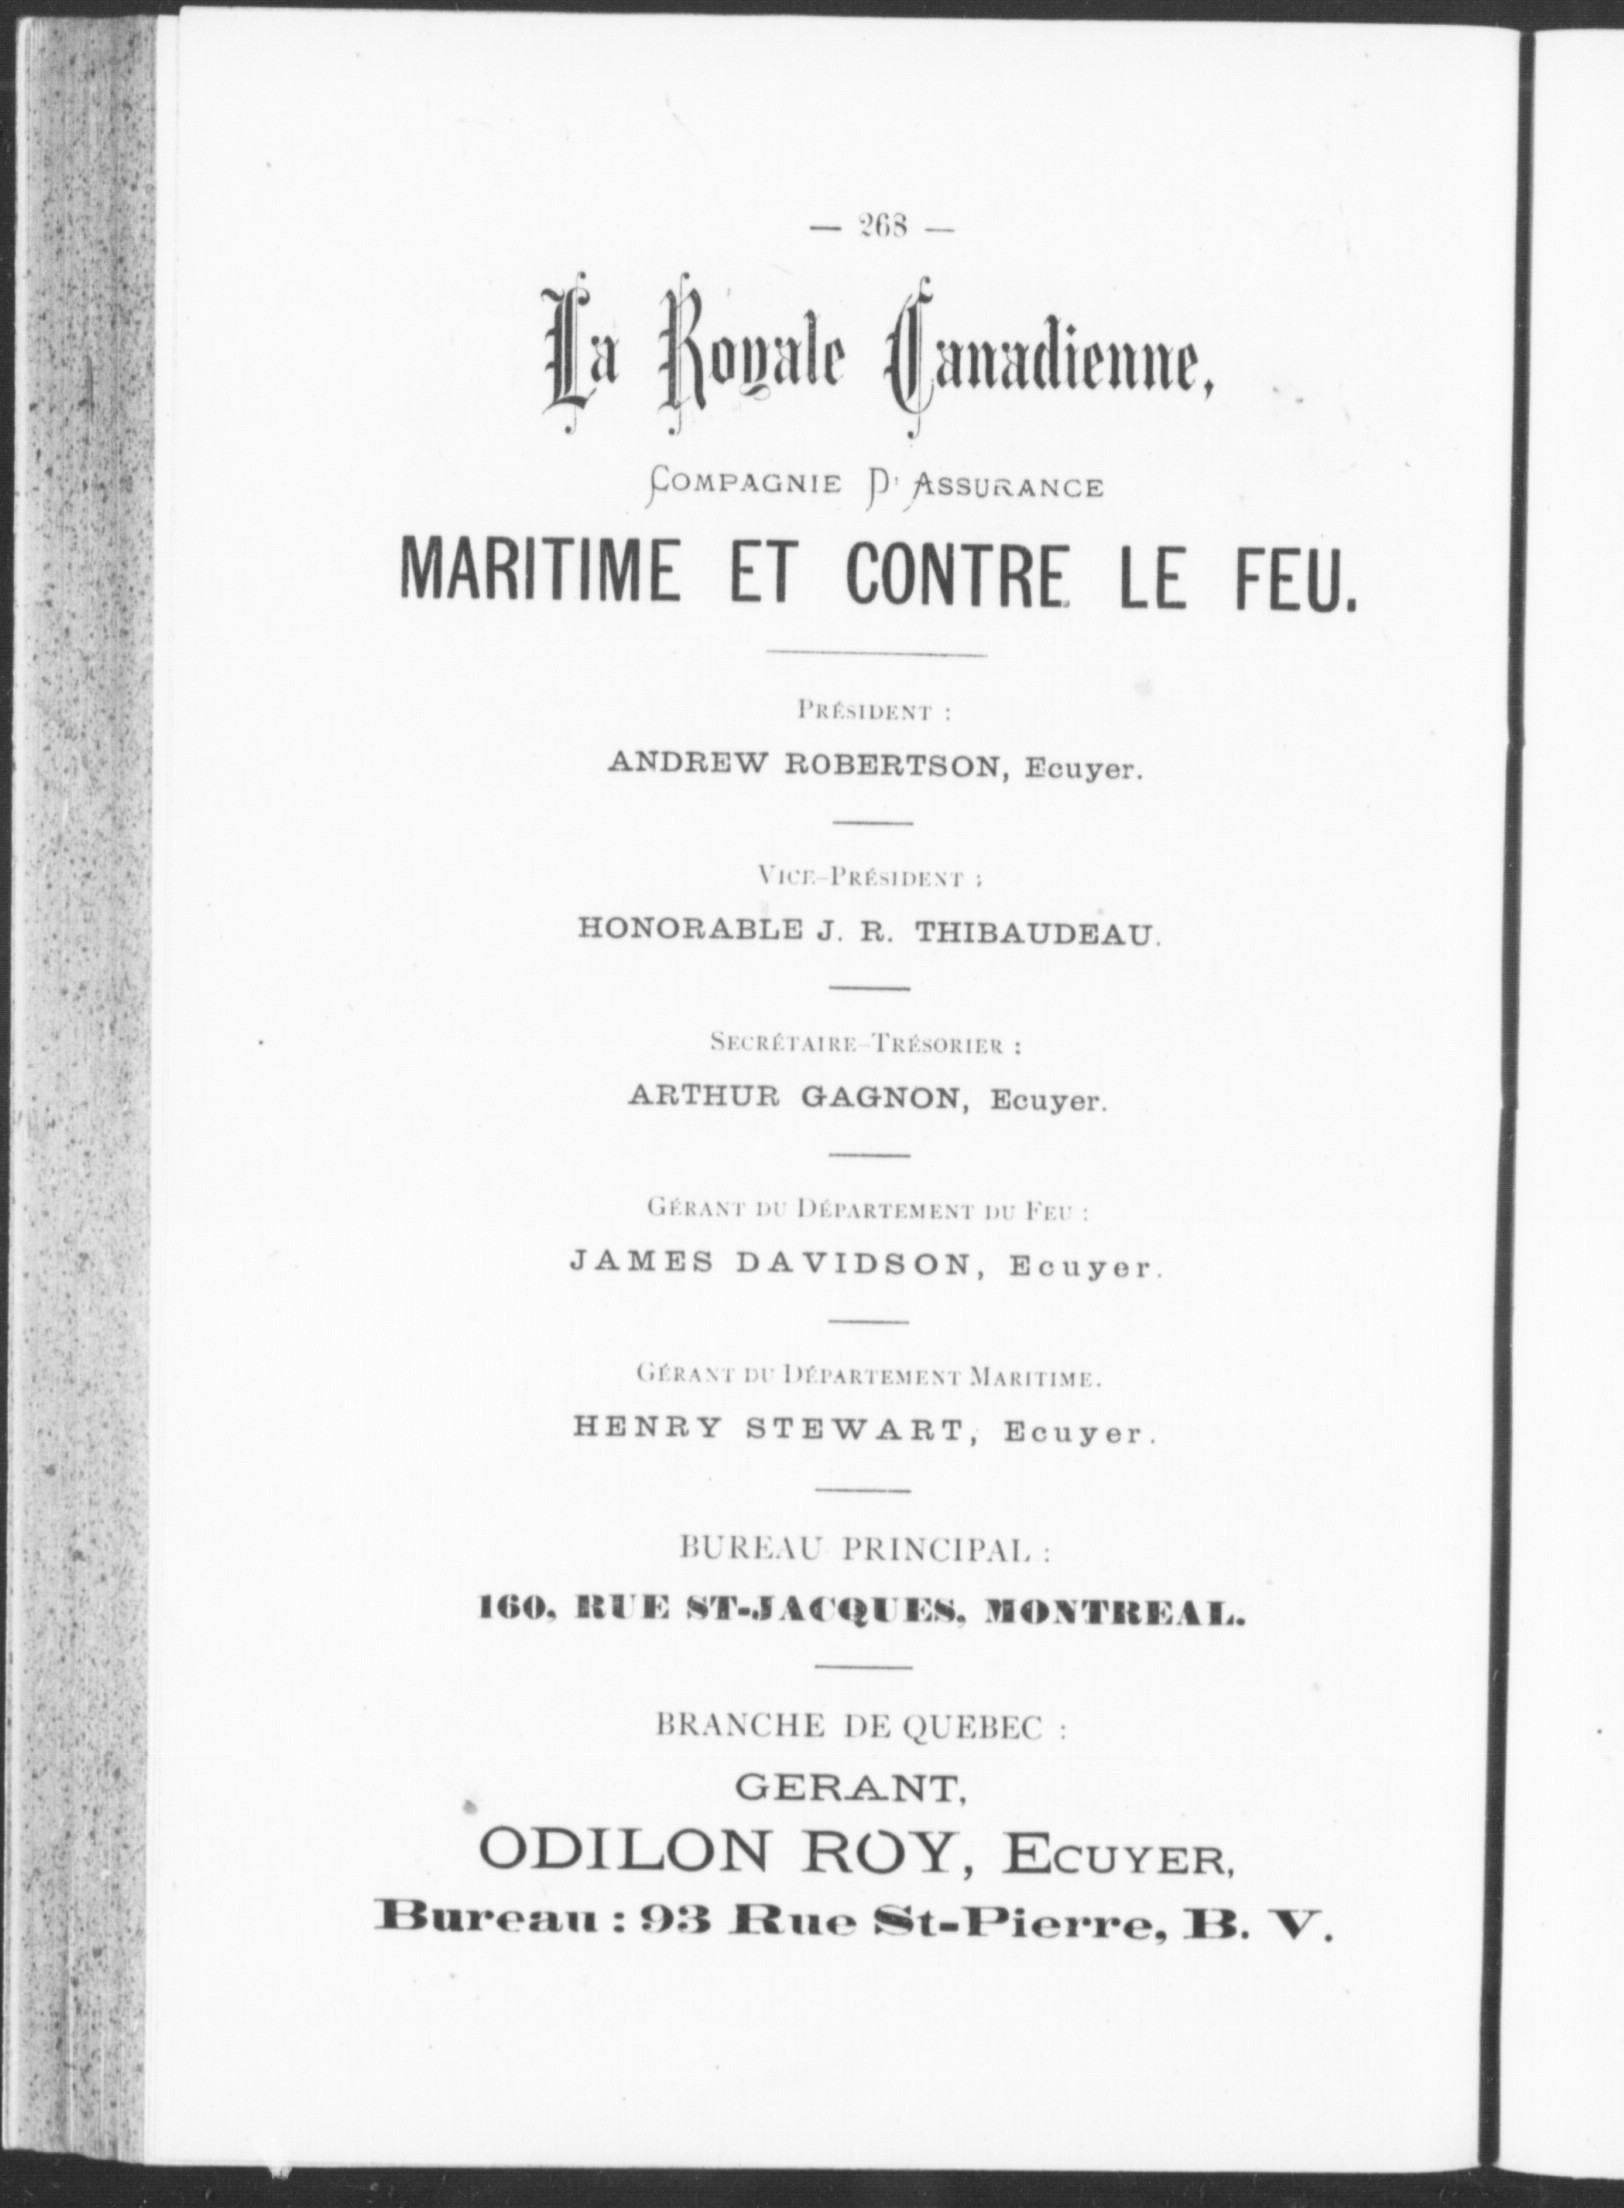 — 268 —
La Royale Canadienne,
COMPAGNIE D'ASSURANCE
MARITIME ET CONTRE LE FEU.
PRÉSIDENT :
ANDREW ROBERTSON, Ecuyer.
VICE-PRÉSIDENT :
HONORABLE J. R. THIBAUDEAU.
SECRÉTAIRE-TRÉSORIER :
ARTHUR GAGNON, Ecuyer.
GÉRANT DU DÉPARTEMENT DU FEU :
JAMES DAVIDSON, Ecuyer.
GÉRANT DU DÉPARTEMENT MARITIME.
HENRY STEWART, Ecuyer.
BUREAU PRINCIPAL :
160, RUE ST-JACQUES, MONTREAL.
BRANCHE DE QUEBEC :
GERANT,
ODILON ROY, ECUYER,
Bureau : 93 Rue St-Pierre, B. V.